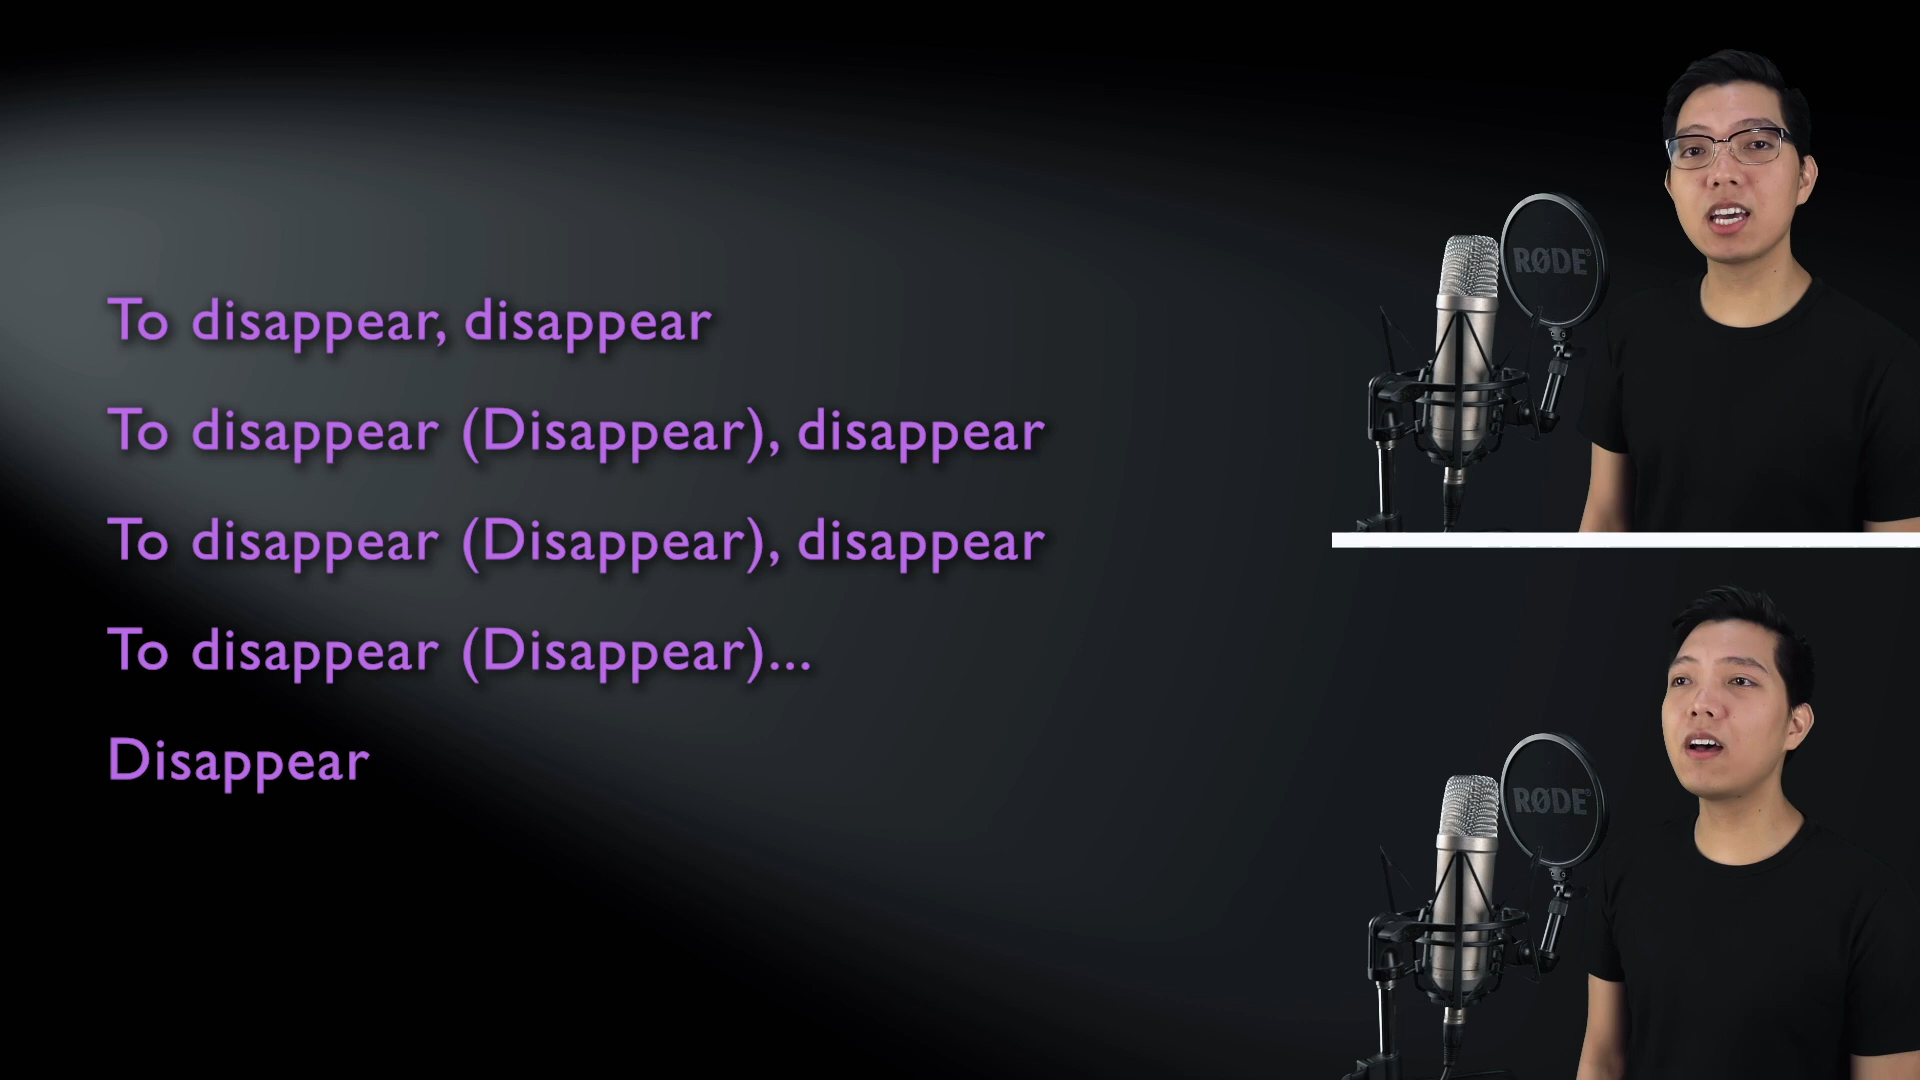 To disappear, disappear
To disappear (Disappear), disappear
To disappear (Disappear), disappear
To disappear (Disappear)...
Disappear
RØDE®
RØDE®